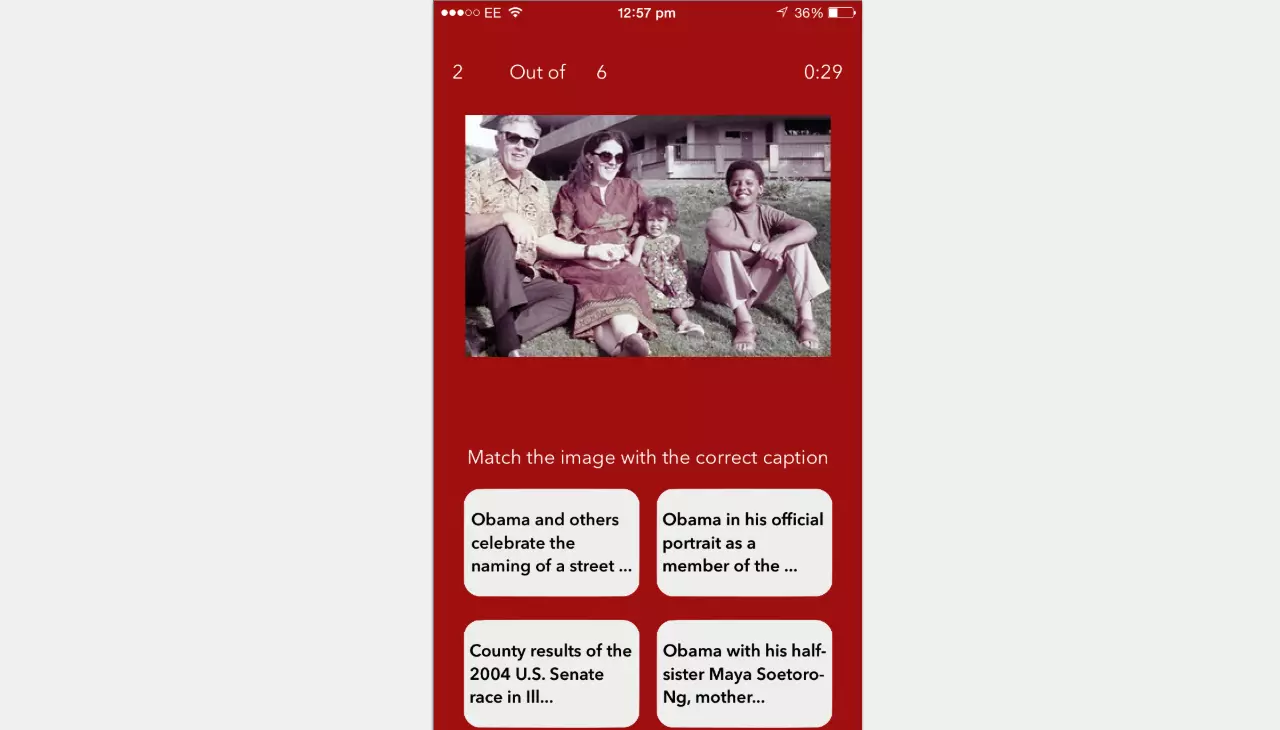 EE 12:57 pm 36%
2 Out of 6 0:29
Match the image with the correct caption
Obama and others
celebrate the
naming of a street ...
Obama in his official
portrait as a
member of the ...
County results of the
2004 U.S. Senate
race in Ill...
Obama with his half-
sister Maya Soetoro-
Ng, mother...